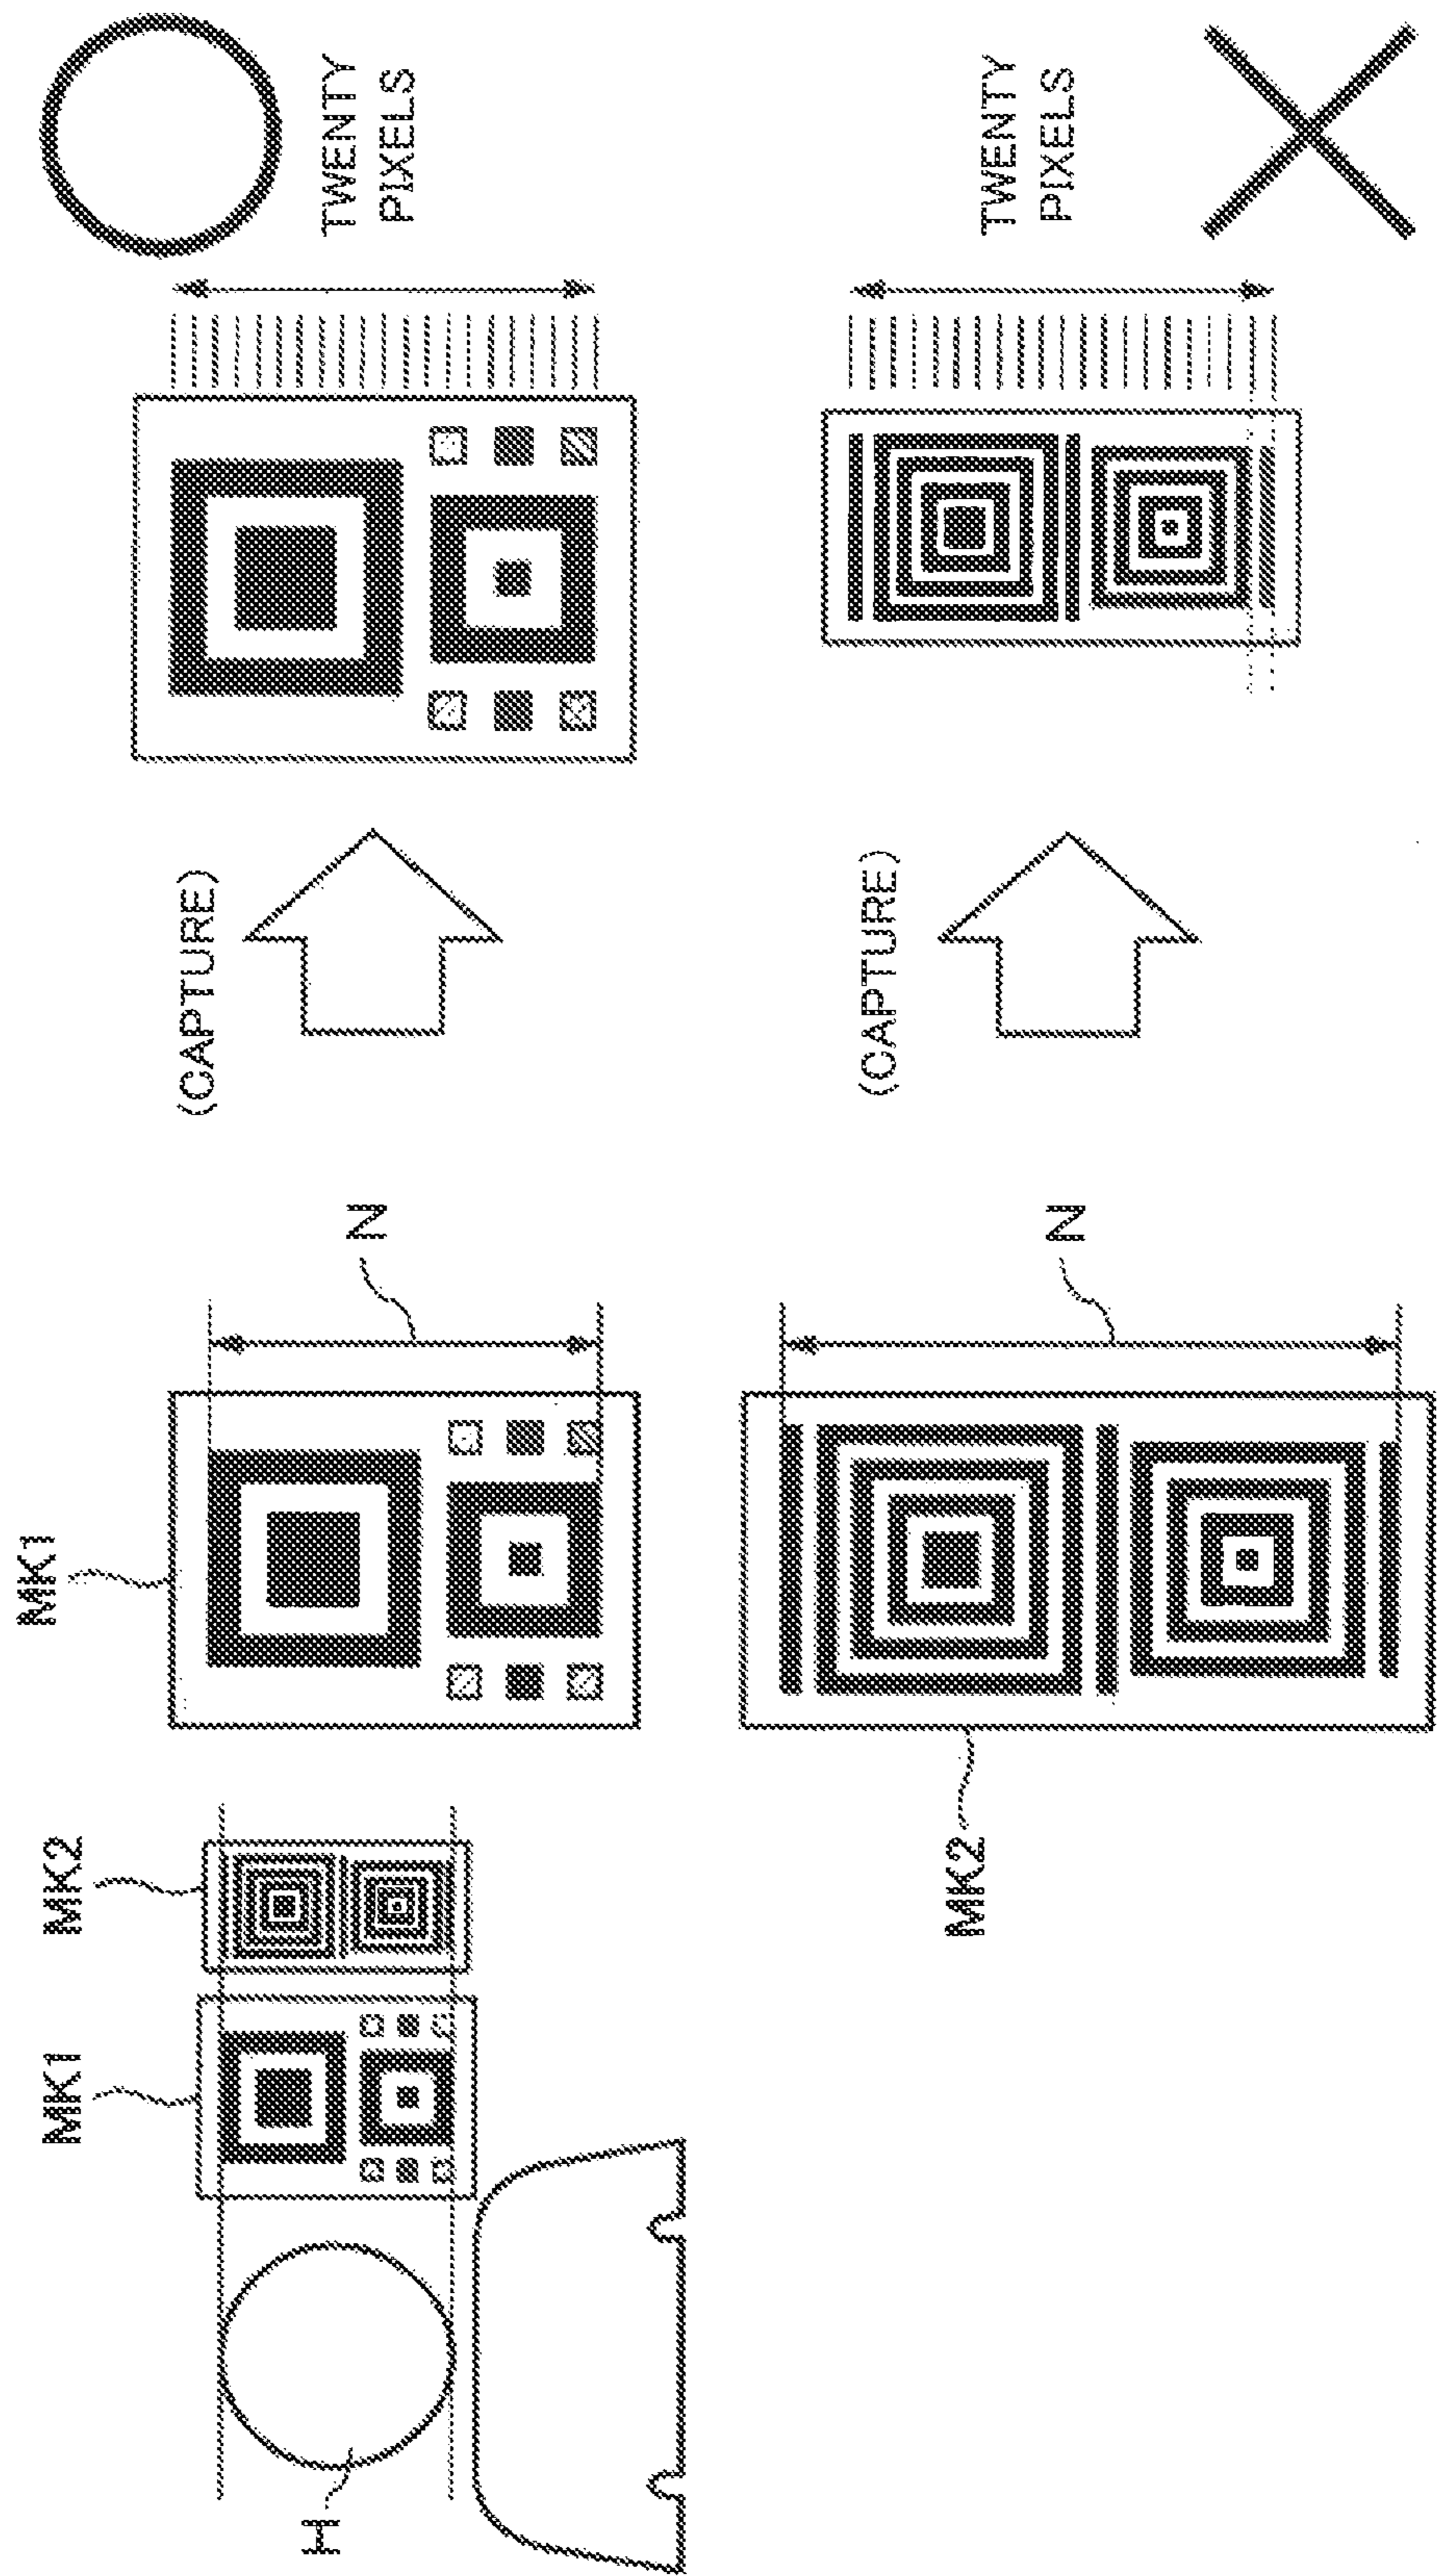 H
MK1
MK2
MK1
N
(CAPTURE)
TWENTY
PIXELS
MK2
N
(CAPTURE)
TWENTY
PIXELS